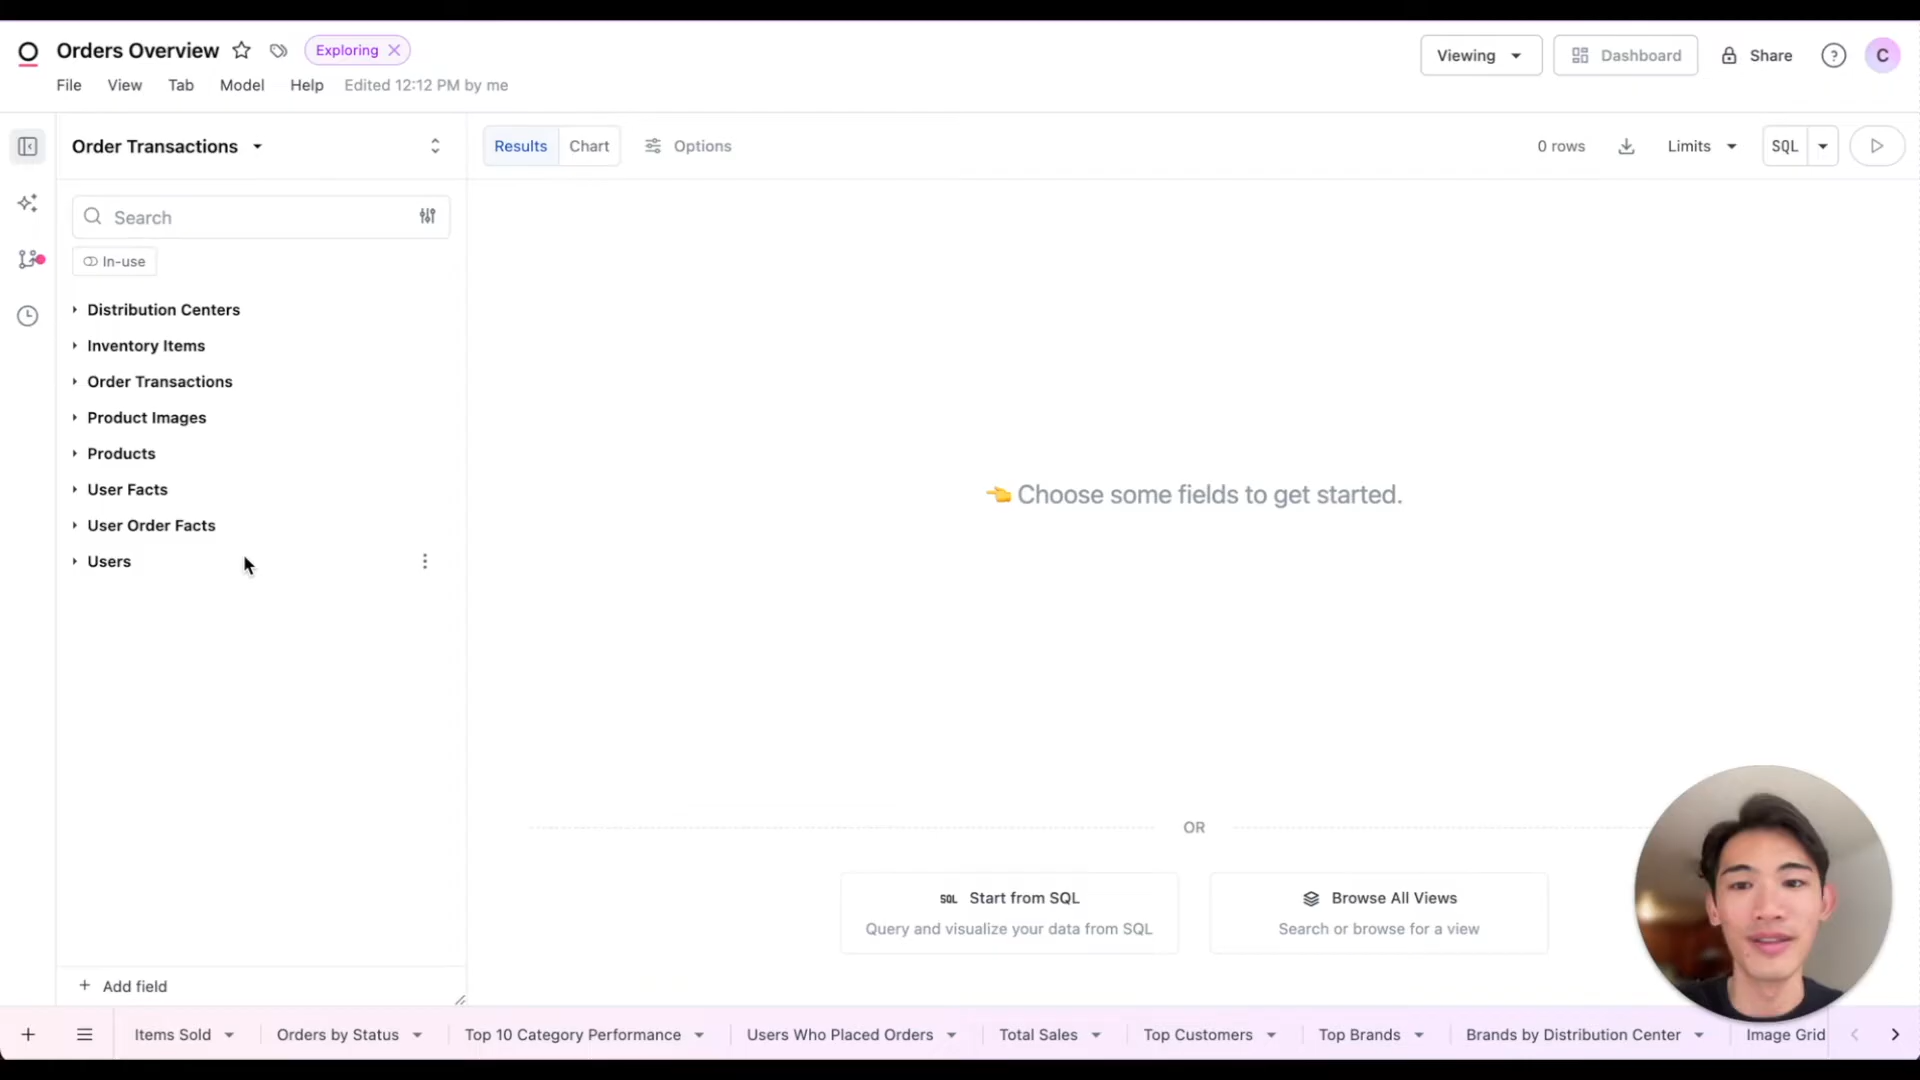 Orders Overview
Exploring
Viewing
Dashboard
Share
?
C
File
View
Tab
Model
Help
Edited 12:12 PM by me
Order Transactions
Results
Chart
Options
0 rows
Limits
SQL
Search
In-use
Distribution Centers
Inventory Items
Order Transactions
Product Images
Products
User Facts
User Order Facts
Users
👈 Choose some fields to get started.
OR
SQL Start from SQL
Query and visualize your data from SQL
Browse All Views
Search or browse for a view
+ Add field
Items Sold
Orders by Status
Top 10 Category Performance
Users Who Placed Orders
Total Sales
Top Customers
Top Brands
Brands by Distribution Center
Image Grid